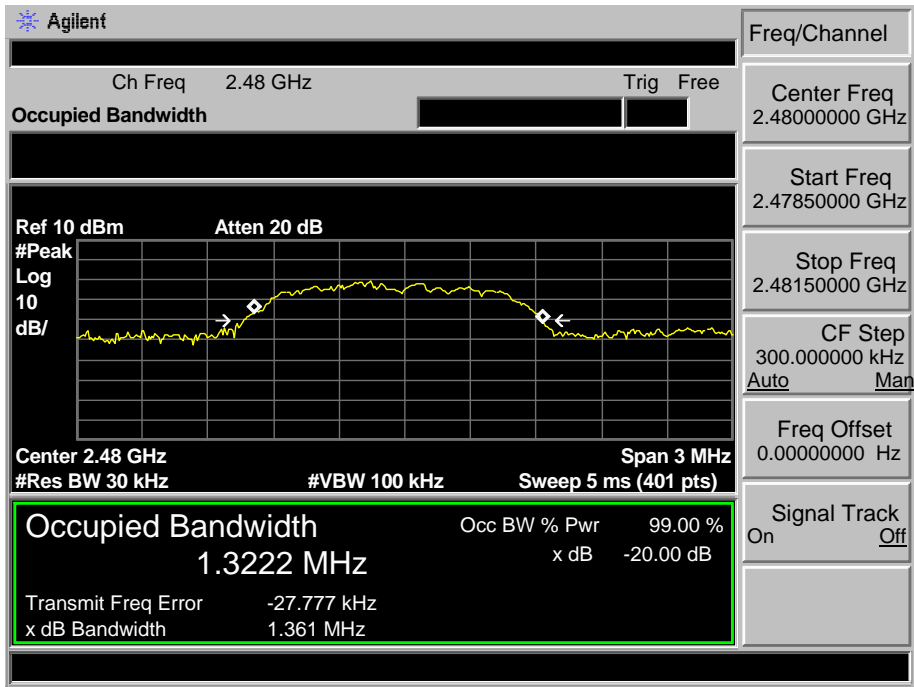 Agilent
Freq/Channel
Ch Freq 2.48 GHz Trig Free
Occupied Bandwidth
Center Freq
2.48000000 GHz
Start Freq
2.47850000 GHz
Stop Freq
2.48150000 GHz
CF Step
300.000000 kHz
Auto Man
Freq Offset
0.00000000 Hz
Signal Track
On Off
Ref 10 dBm Atten 20 dB
#Peak
Log
10
dB/
Center 2.48 GHz Span 3 MHz
#Res BW 30 kHz #VBW 100 kHz Sweep 5 ms (401 pts)
Occupied Bandwidth
1.3222 MHz
Occ BW % Pwr 99.00 %
x dB -20.00 dB
Transmit Freq Error -27.777 kHz
x dB Bandwidth 1.361 MHz